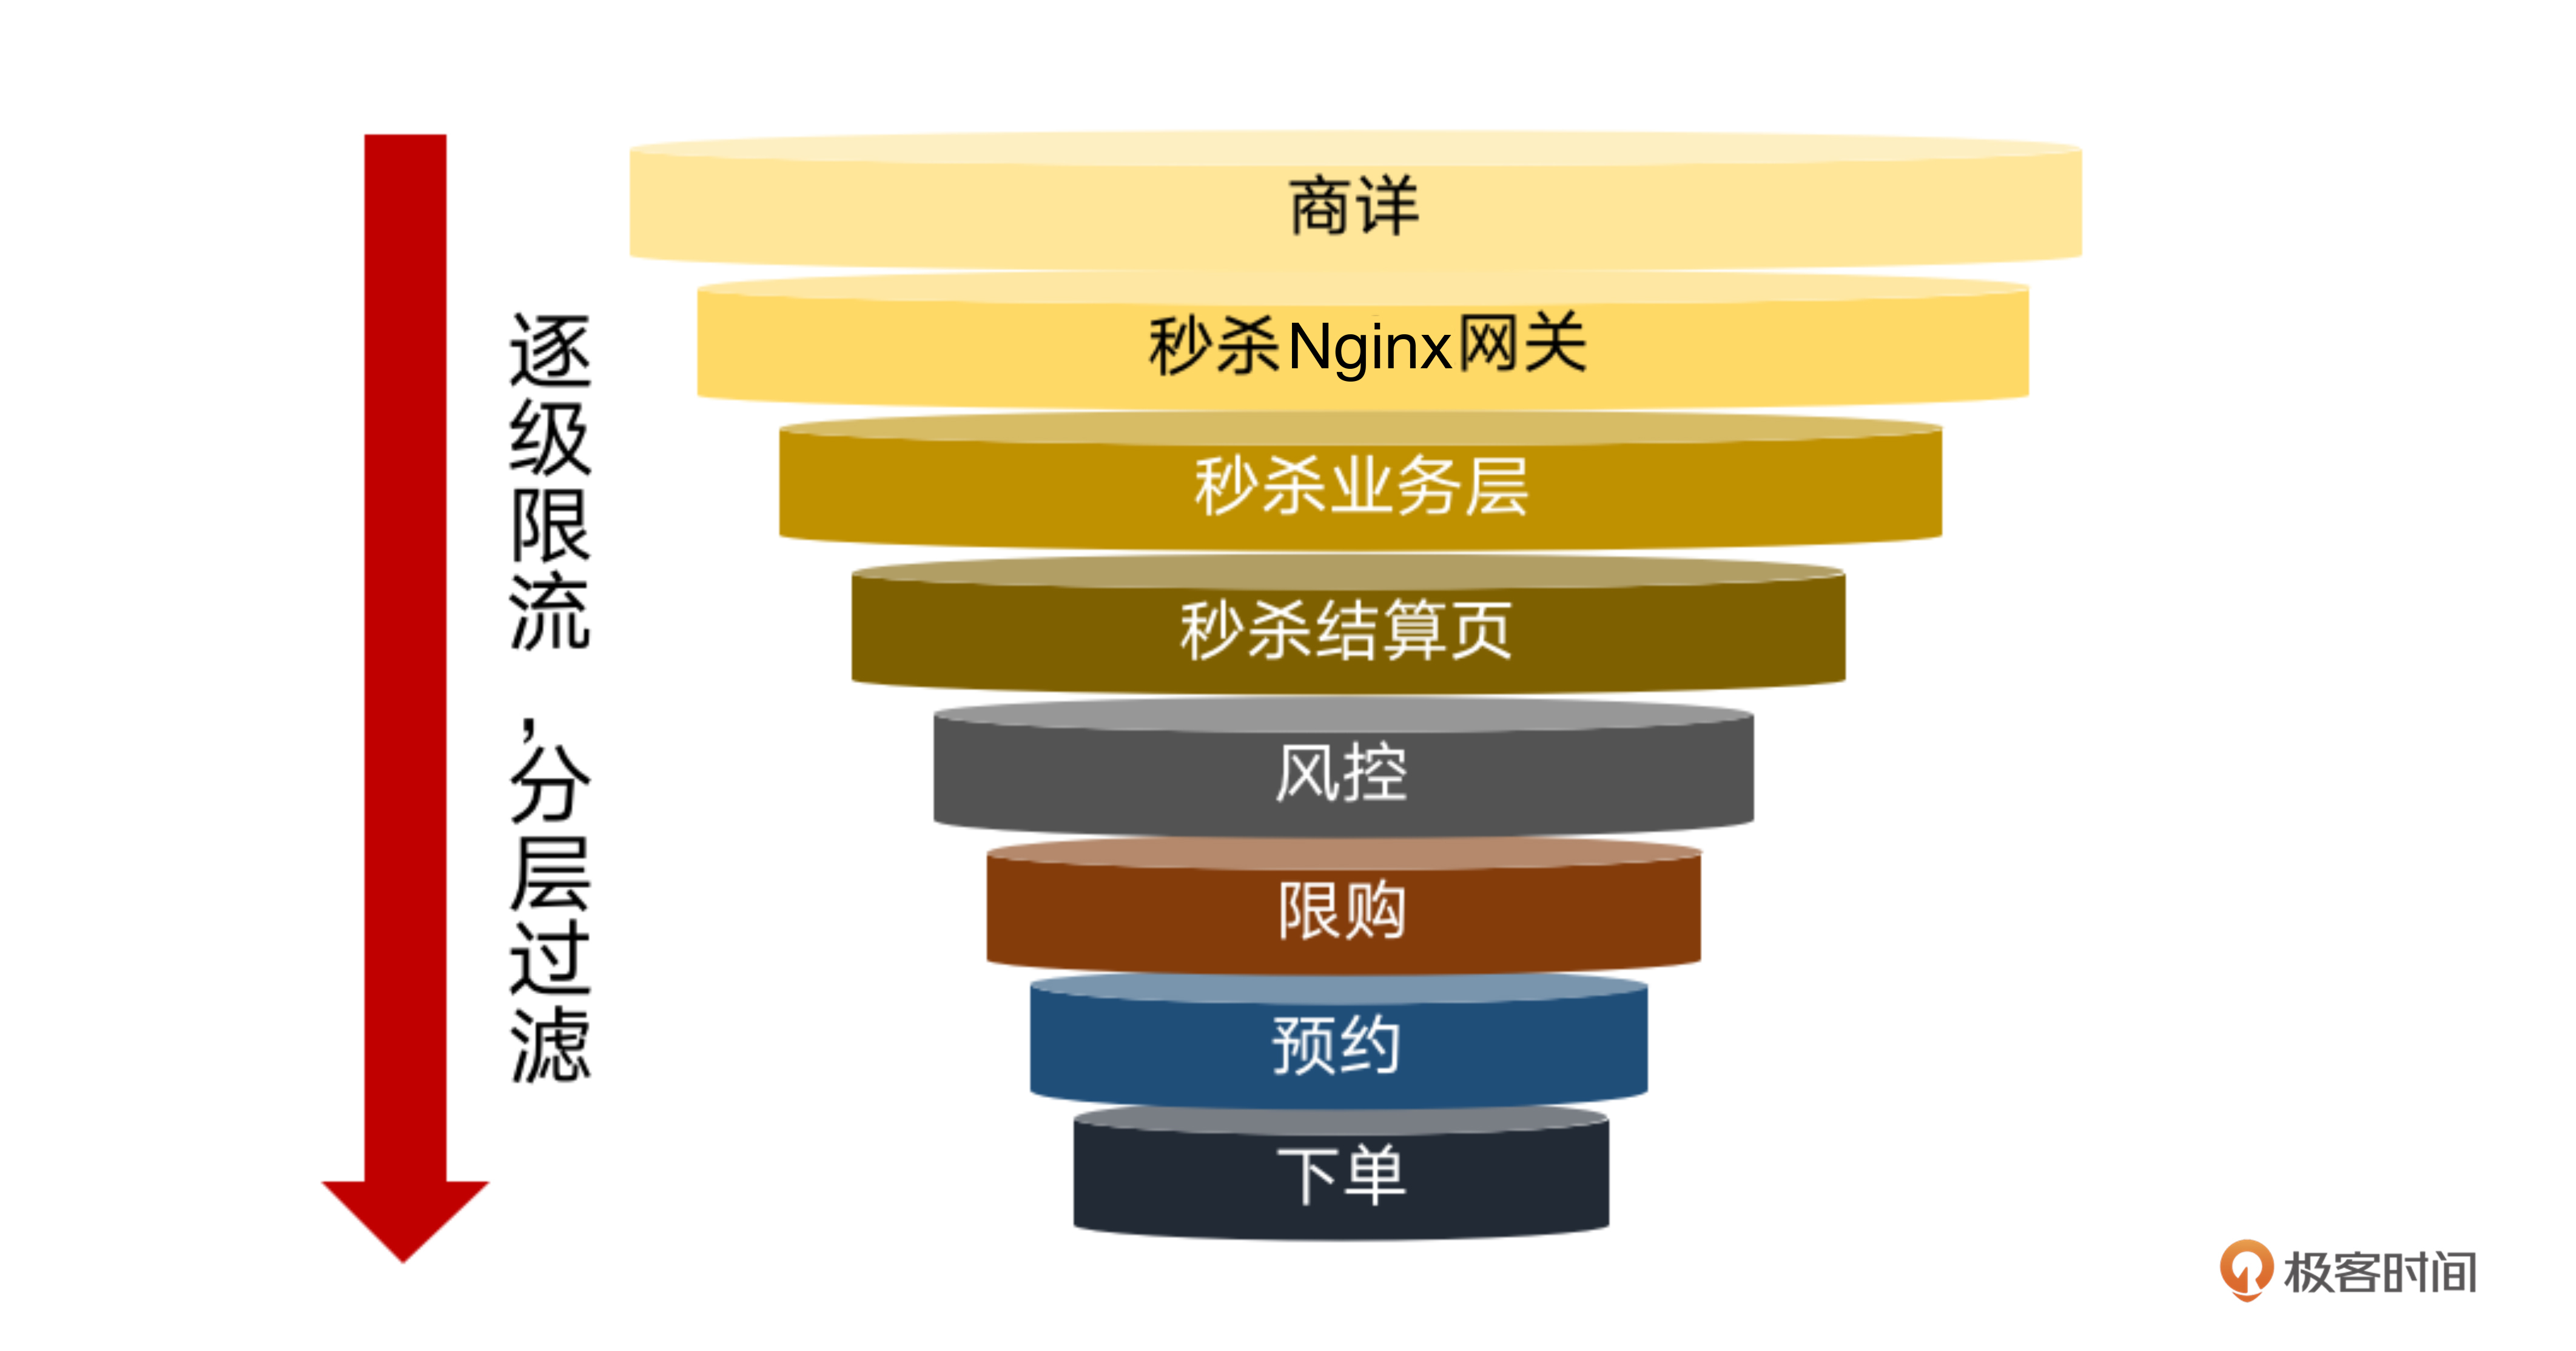 逐级限流,分层过滤
商详
秒杀Nginx网关
秒杀业务层
秒杀结算页
风控
限购
预约
下单
极客时间